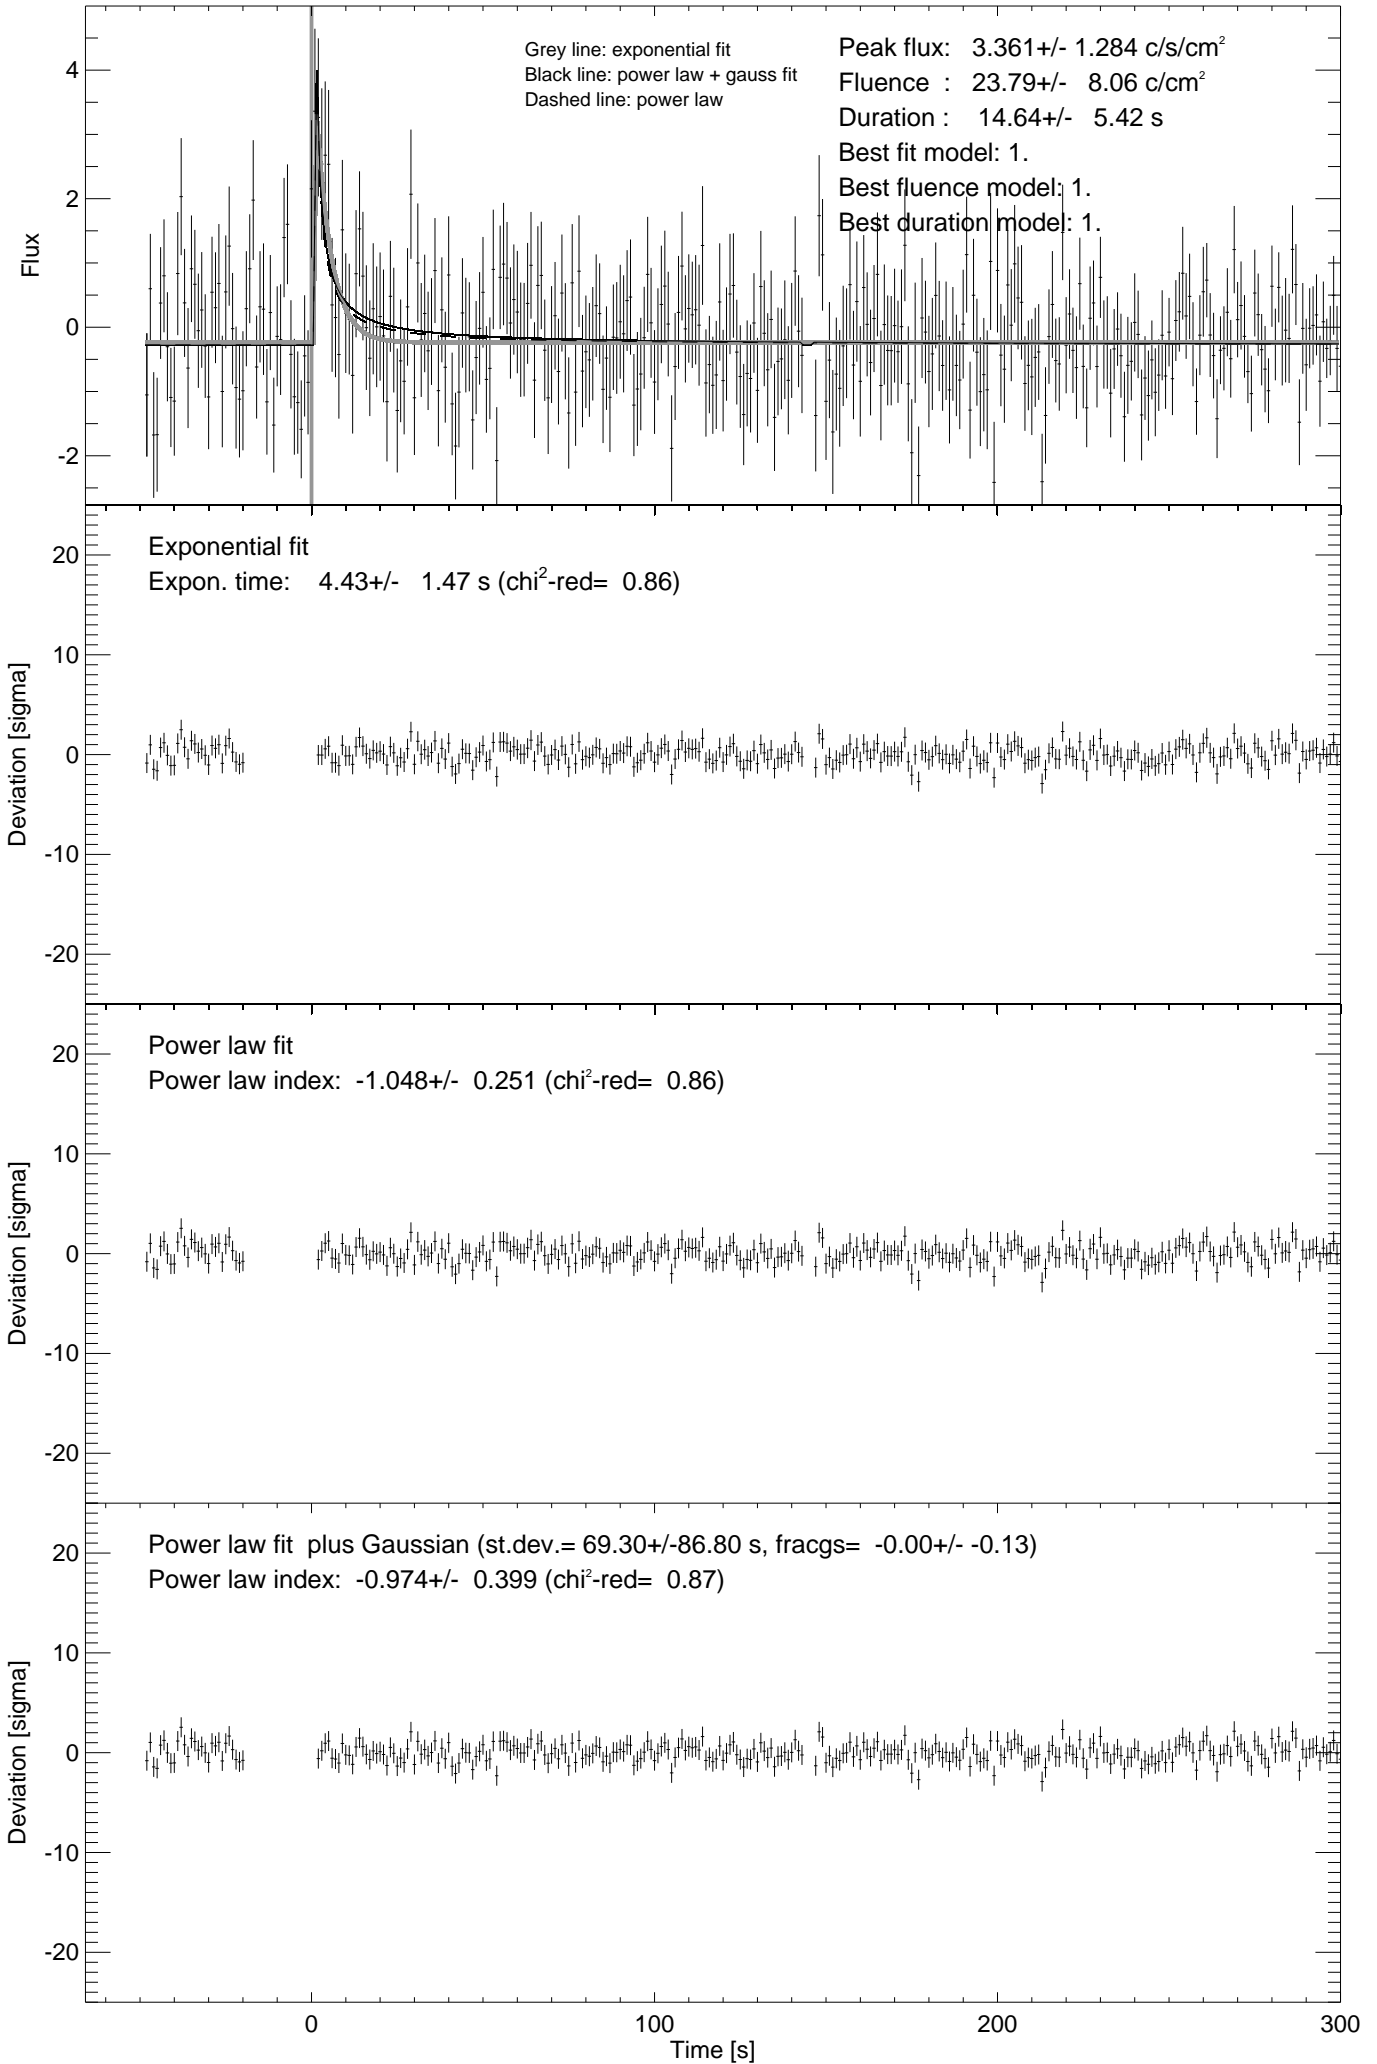 Grey line: exponential fit
Black line: power law + gauss fit
Dashed line: power law
Peak flux: 3.361+/- 1.284 c/s/cm²
Fluence : 23.79+/- 8.06 c/cm²
Duration : 14.64+/- 5.42 s
Best fit model: 1.
Best fluence model: 1.
Best duration model: 1.
Flux
4
2
0
-2
Exponential fit
Expon. time: 4.43+/- 1.47 s (chi²-red= 0.86)
Deviation [sigma]
20
10
0
-10
-20
Power law fit
Power law index: -1.048+/- 0.251 (chi²-red= 0.86)
Deviation [sigma]
20
10
0
-10
-20
Power law fit plus Gaussian (st.dev.= 69.30+/-86.80 s, fracgs= -0.00+/- -0.13)
Power law index: -0.974+/- 0.399 (chi²-red= 0.87)
Deviation [sigma]
20
10
0
-10
-20
0 100 200 300
Time [s]